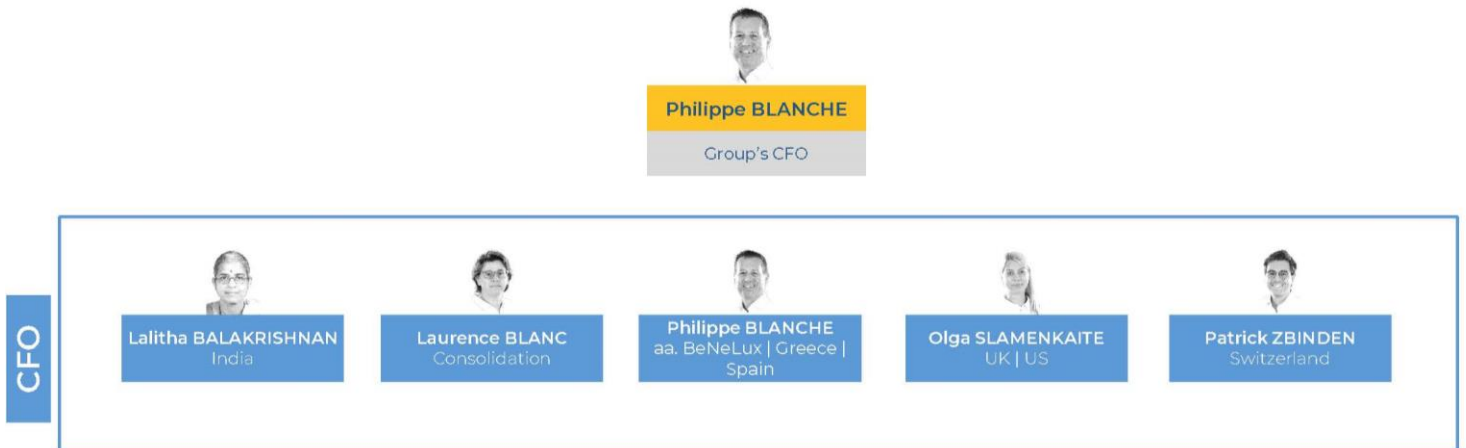 Philippe BLANCHE
Group's CFO
CFO
Lalitha BALAKRISHNAN
India
Laurence BLANC
Consolidation
Philippe BLANCHE
aa. BeNeLux | Greece |
Spain
Olga SLAMENKAITE
UK | US
Patrick ZBINDEN
Switzerland